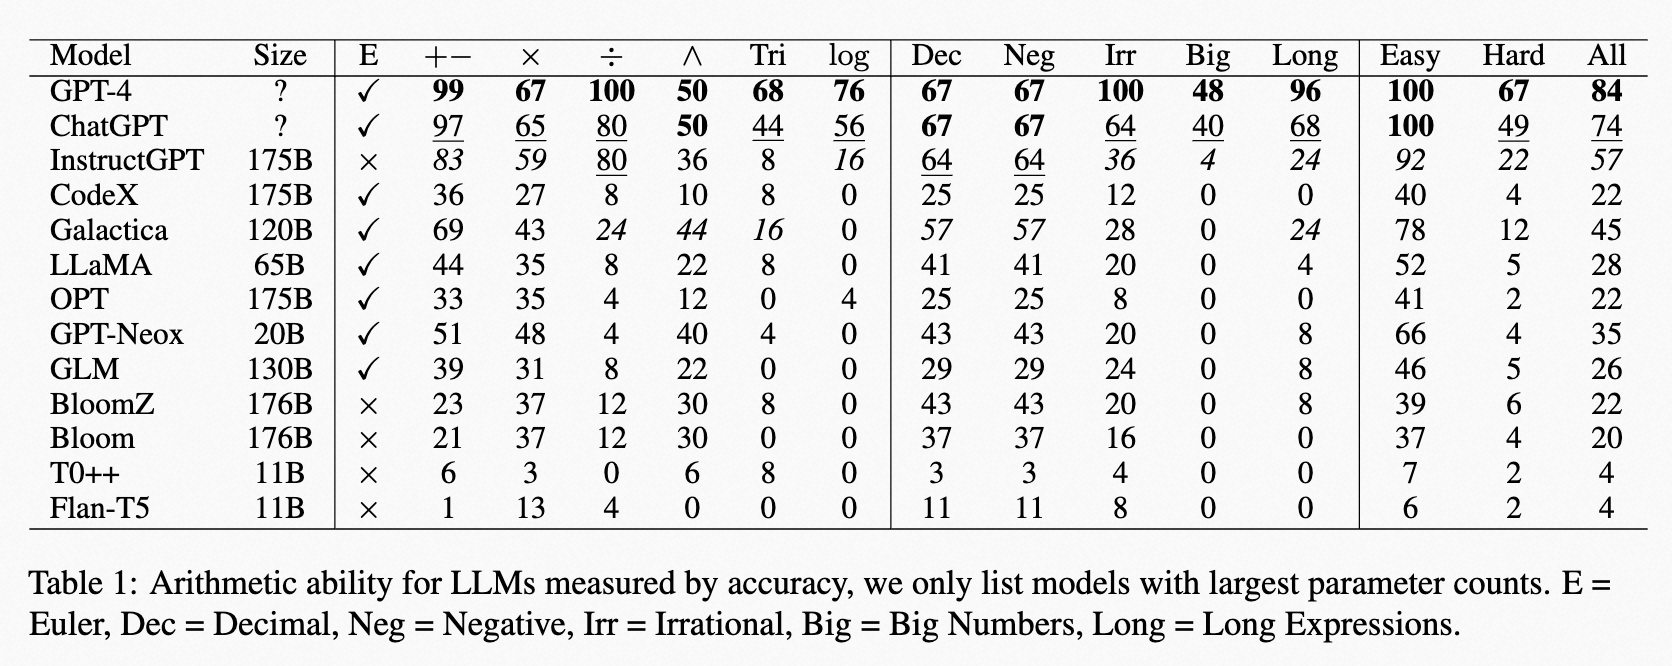 Model Size E +− × ÷ ∧ Tri log Dec Neg Irr Big Long Easy Hard All
GPT-4 ? ✓ 99 67 100 50 68 76 67 67 100 48 96 100 67 84
ChatGPT ? ✓ 97 65 80 50 44 56 67 67 64 40 68 100 49 74
InstructGPT 175B × 83 59 80 36 8 16 64 64 36 4 24 92 22 57
CodeX 175B ✓ 36 27 8 10 8 0 25 25 12 0 0 40 4 22
Galactica 120B ✓ 69 43 24 44 16 0 57 57 28 0 24 78 12 45
LLaMA 65B ✓ 44 35 8 22 8 0 41 41 20 0 4 52 5 28
OPT 175B ✓ 33 35 4 12 0 4 25 25 8 0 0 41 2 22
GPT-Neox 20B ✓ 51 48 4 40 4 0 43 43 20 0 8 66 4 35
GLM 130B ✓ 39 31 8 22 0 0 29 29 24 0 8 46 5 26
BloomZ 176B × 23 37 12 30 8 0 43 43 20 0 8 39 6 22
Bloom 176B × 21 37 12 30 0 0 37 37 16 0 0 37 4 20
T0++ 11B × 6 3 0 6 8 0 3 3 4 0 0 7 2 4
Flan-T5 11B × 1 13 4 0 0 0 11 11 8 0 0 6 2 4
Table 1: Arithmetic ability for LLMs measured by accuracy, we only list models with largest parameter counts. E =
Euler, Dec = Decimal, Neg = Negative, Irr = Irrational, Big = Big Numbers, Long = Long Expressions.